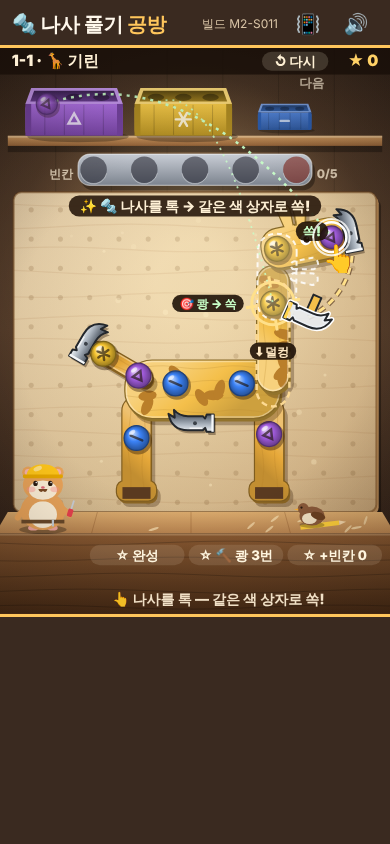 🔩 나사 풀기 공방 빌드 M2-S011 📳 🔊
1-1 · 🦒 기린 ↺ 다시 ★ 0
다음
빈칸 0/5
✨ 🔩 나사를 톡 → 같은 색 상자로 쏙!
쏙!
🎯 쾅 → 쏙
⬇ 덜컹
☆ 완성 ☆ 🔨 쾅 3번 ☆ +빈칸 0
👆 나사를 톡 — 같은 색 상자로 쏙!